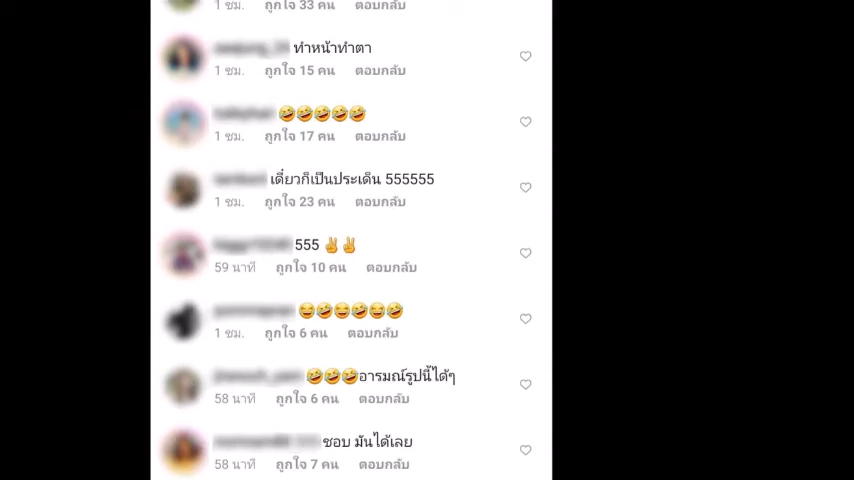 1 ชม. ถูกใจ 33 คน ตอบกลับ
ทำหน้าทำตา
1 ชม. ถูกใจ 15 คน ตอบกลับ
🤣🤣🤣🤣🤣
1 ชม. ถูกใจ 17 คน ตอบกลับ
เดี๋ยวก็เป็นประเด็น 555555
1 ชม. ถูกใจ 23 คน ตอบกลับ
555 ✌️✌️
59 นาที ถูกใจ 10 คน ตอบกลับ
😆🤣😆🤣😆🤣
1 ชม. ถูกใจ 6 คน ตอบกลับ
🤣🤣🤣อารมณ์รูปนี้ได้ๆ
58 นาที ถูกใจ 6 คน ตอบกลับ
ชอบ มันได้เลย
58 นาที ถูกใจ 7 คน ตอบกลับ